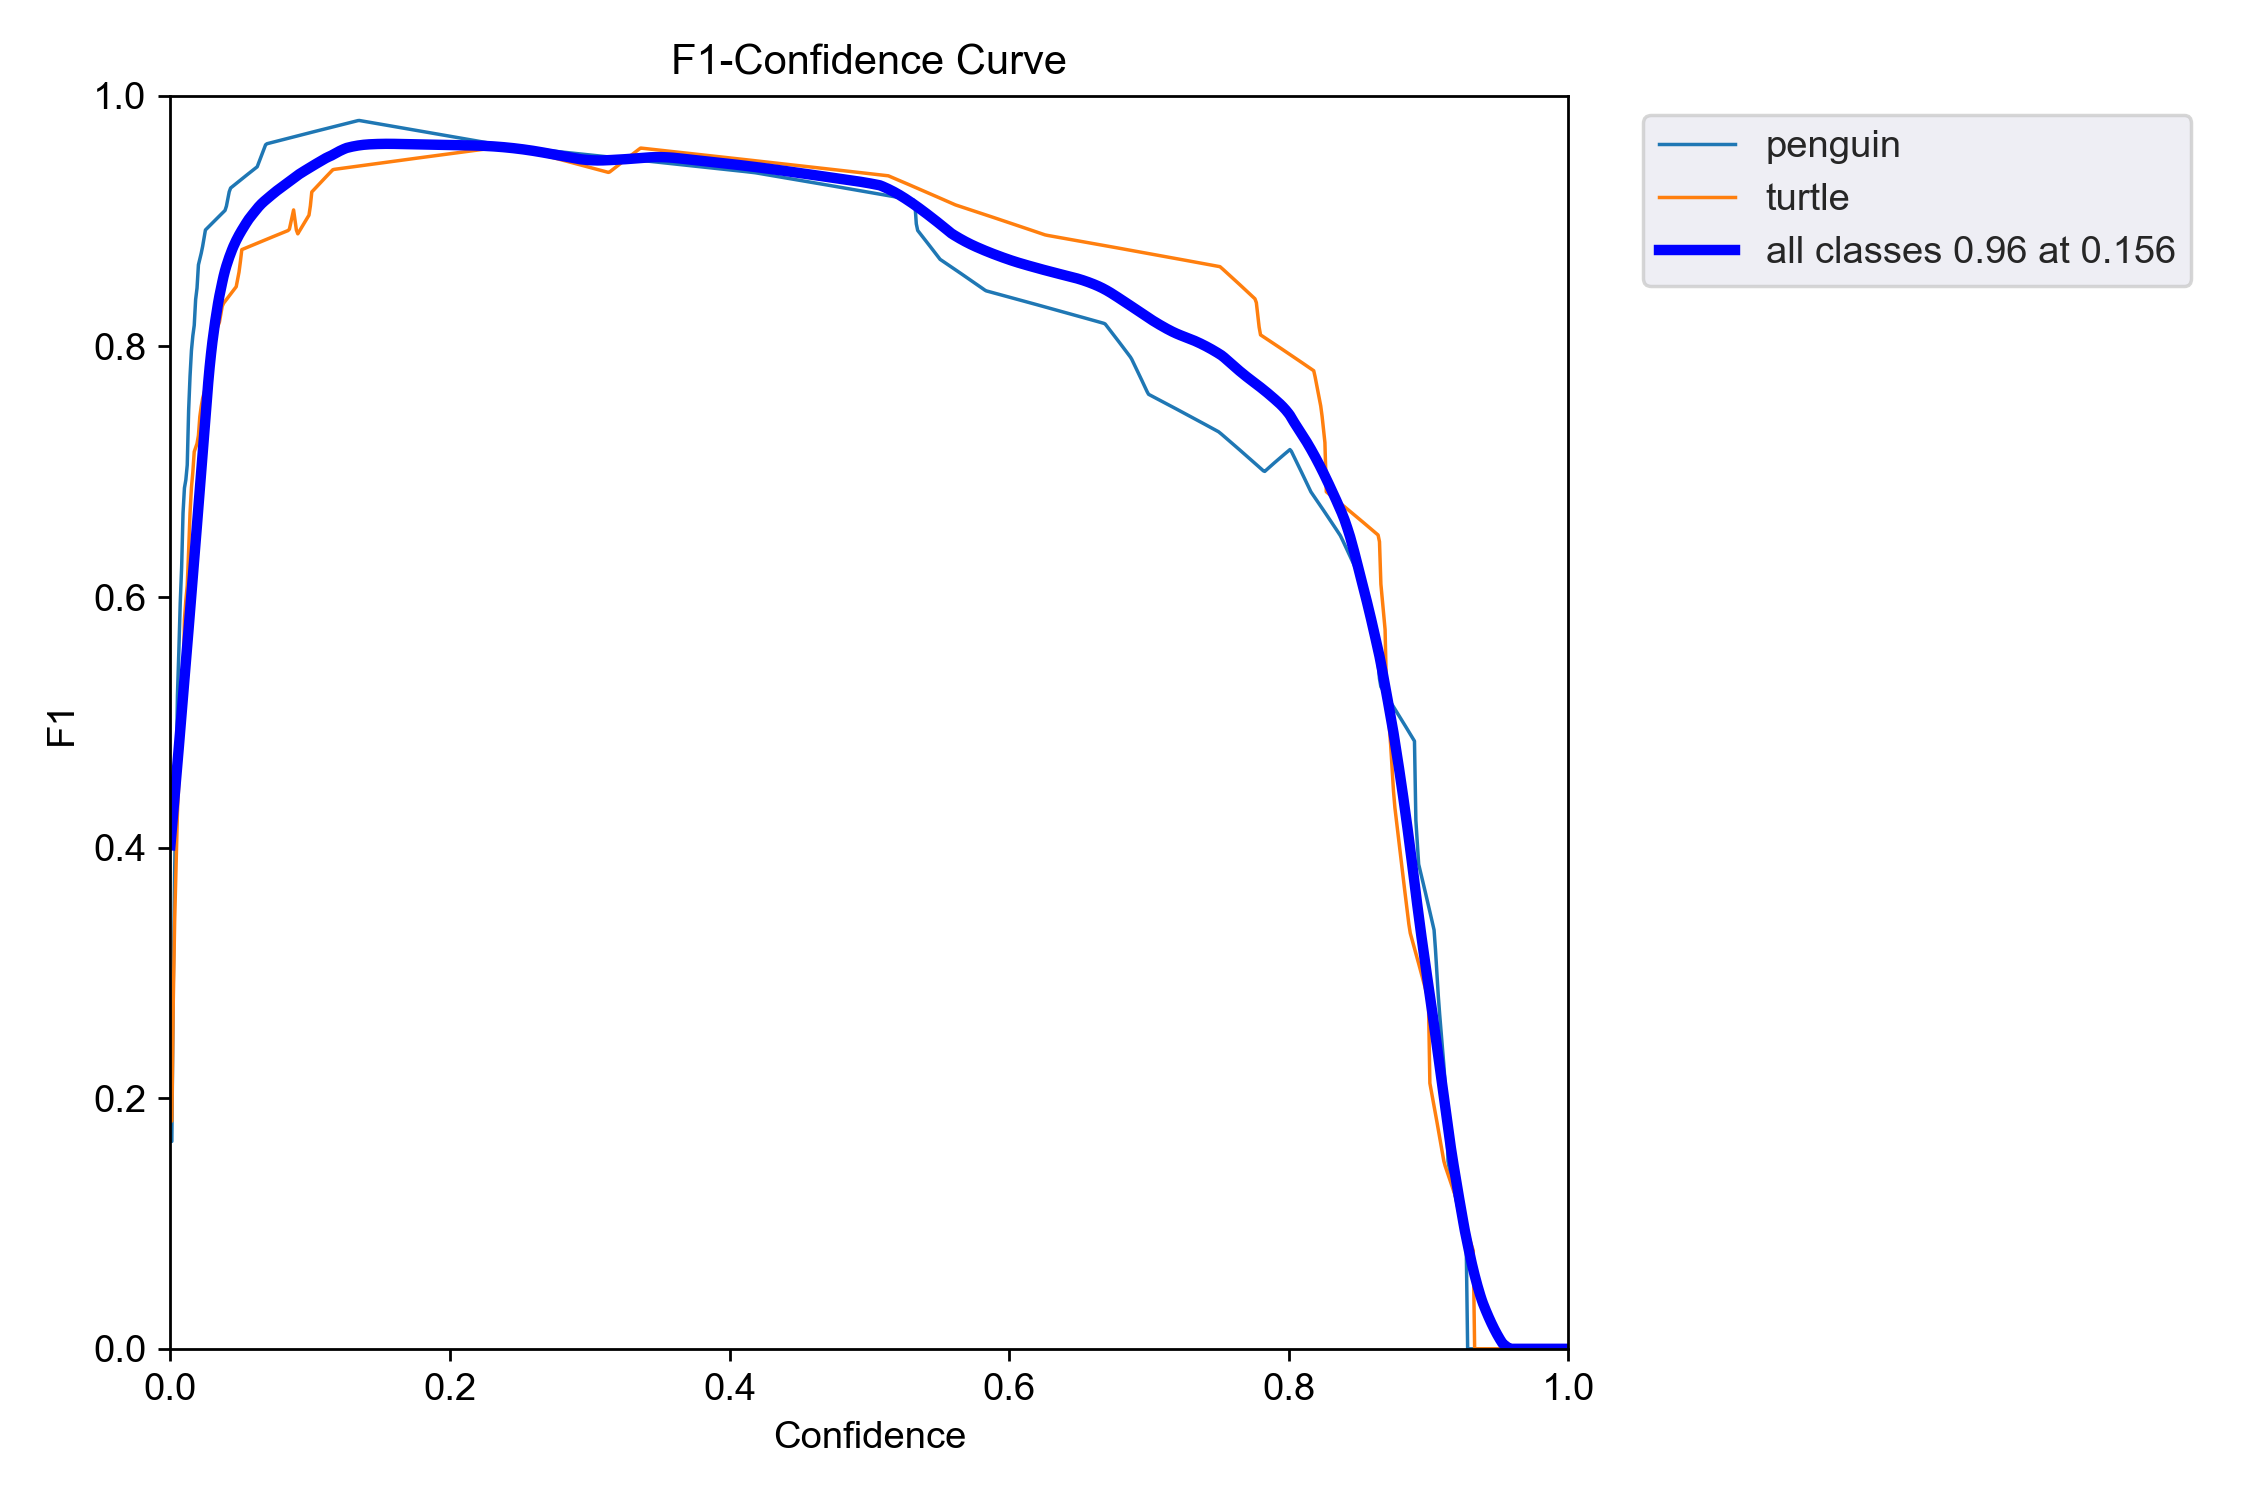 F1-Confidence Curve
1.0
0.8
0.6
0.4
0.2
0.0
F1
0.0 0.2 0.4 0.6 0.8 1.0
Confidence
penguin
turtle
all classes 0.96 at 0.156